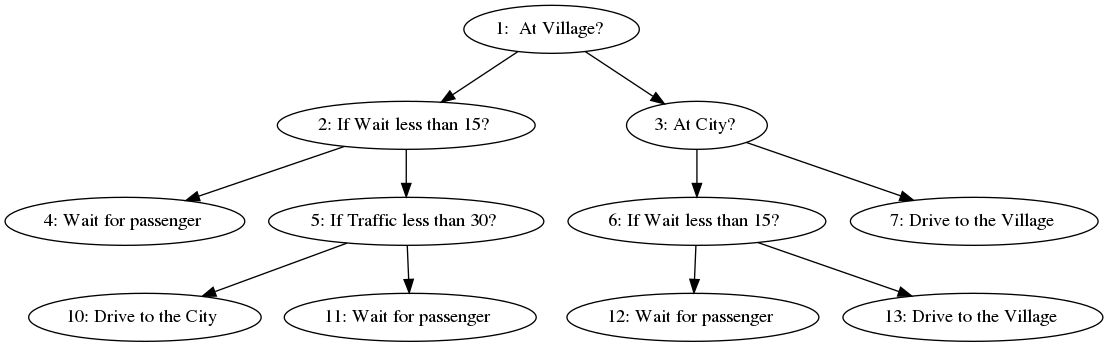 1: At Village?
2: If Wait less than 15?
3: At City?
4: Wait for passenger
5: If Traffic less than 30?
6: If Wait less than 15?
7: Drive to the Village
10: Drive to the City
11: Wait for passenger
12: Wait for passenger
13: Drive to the Village